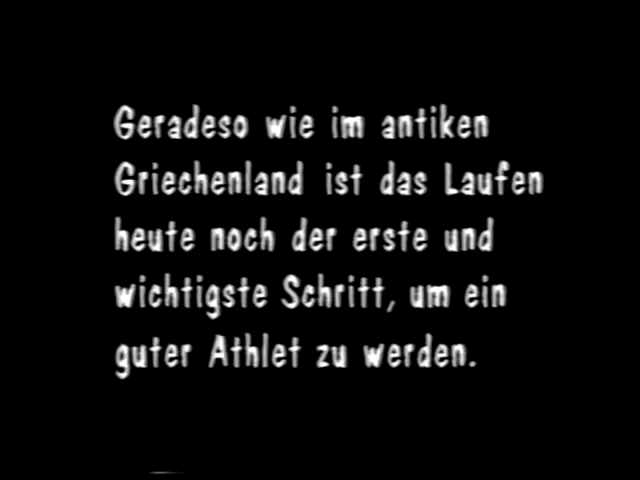 Geradeso wie im antiken
Griechenland ist das Laufen
heute noch der erste und
wichtigste Schritt, um ein
guter Athlet zu werden.